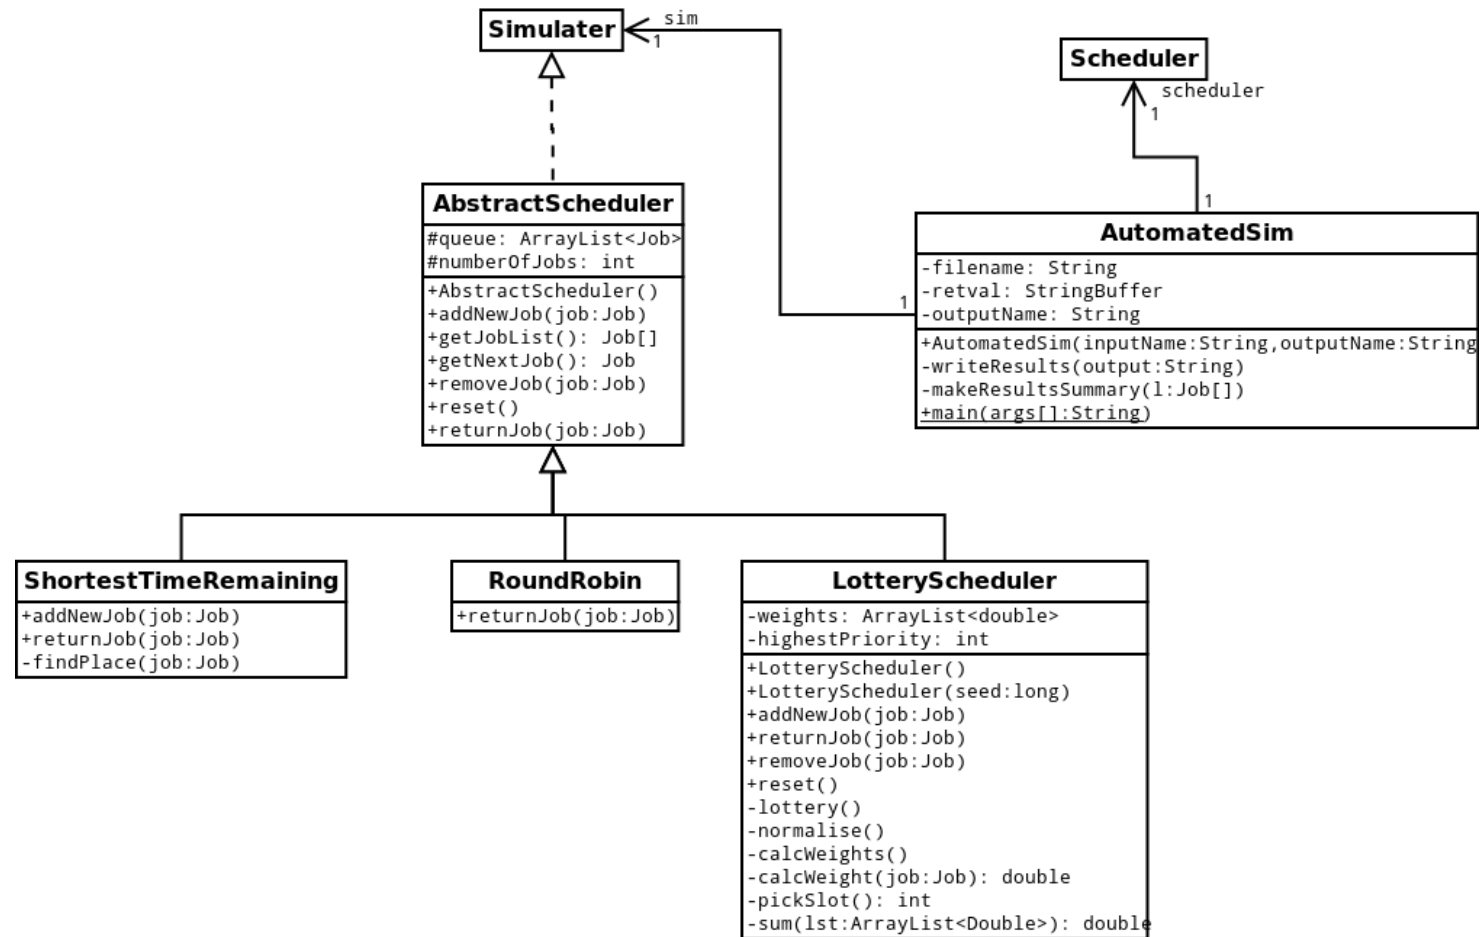 Simulater
sim
1
Scheduler
scheduler
1
AbstractScheduler
#queue: ArrayList<Job>
#numberOfJobs: int
+AbstractScheduler()
+addNewJob(job:Job)
+getJobList(): Job[]
+getNextJob(): Job
+removeJob(job:Job)
+reset()
+returnJob(job:Job)
1
1
AutomatedSim
-filename: String
-retval: StringBuffer
-outputName: String
+AutomatedSim(inputName:String,outputName:String
-writeResults(output:String)
-makeResultsSummary(l:Job[])
+main(args[]:String)
ShortestTimeRemaining
+addNewJob(job:Job)
+returnJob(job:Job)
-findPlace(job:Job)
RoundRobin
+returnJob(job:Job)
LotteryScheduler
-weights: ArrayList<double>
-highestPriority: int
+LotteryScheduler()
+LotteryScheduler(seed:long)
+addNewJob(job:Job)
+returnJob(job:Job)
+removeJob(job:Job)
+reset()
-lottery()
-normalise()
-calcWeights()
-calcWeight(job:Job): double
-pickSlot(): int
-sum(lst:ArrayList<Double>): double